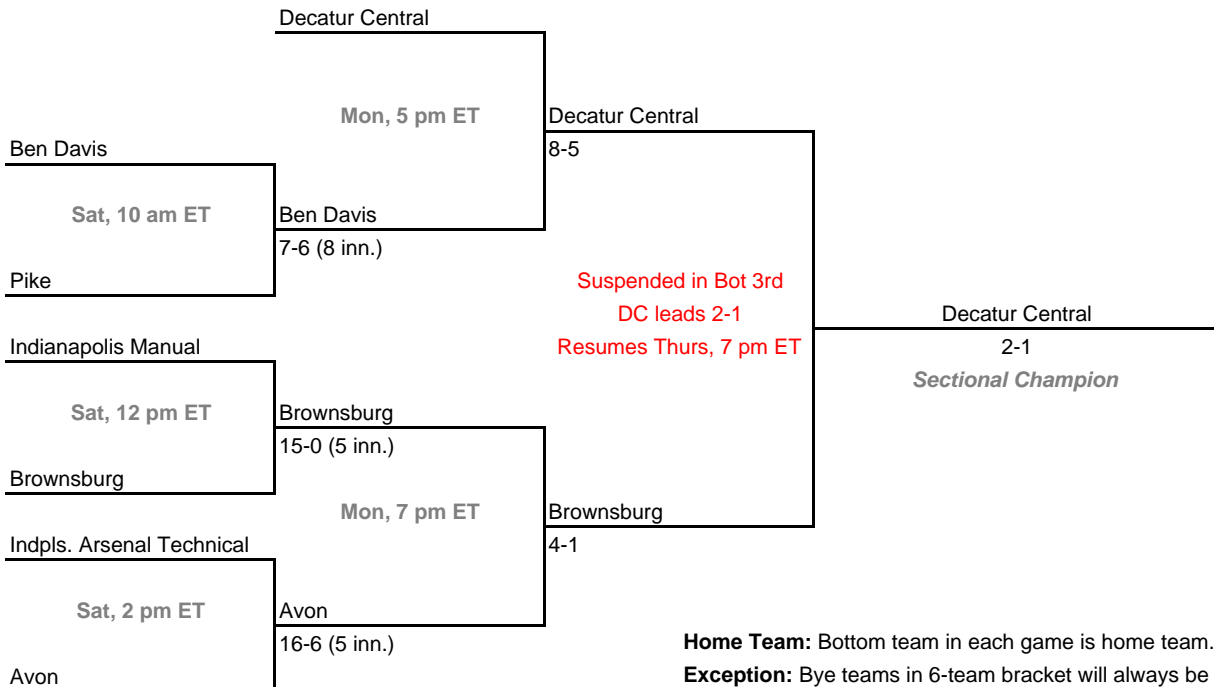 Decatur Central
Mon, 5 pm ET
Decatur Central
8-5
Ben Davis
Sat, 10 am ET
Ben Davis
7-6 (8 inn.)
Pike
Suspended in Bot 3rd
DC leads 2-1
Resumes Thurs, 7 pm ET
Decatur Central
2-1
Sectional Champion
Indianapolis Manual
Sat, 12 pm ET
Brownsburg
15-0 (5 inn.)
Brownsburg
Mon, 7 pm ET
Brownsburg
4-1
Indpls. Arsenal Technical
Sat, 2 pm ET
Avon
16-6 (5 inn.)
Avon
Home Team: Bottom team in each game is home team.
Exception: Bye teams in 6-team bracket will always be